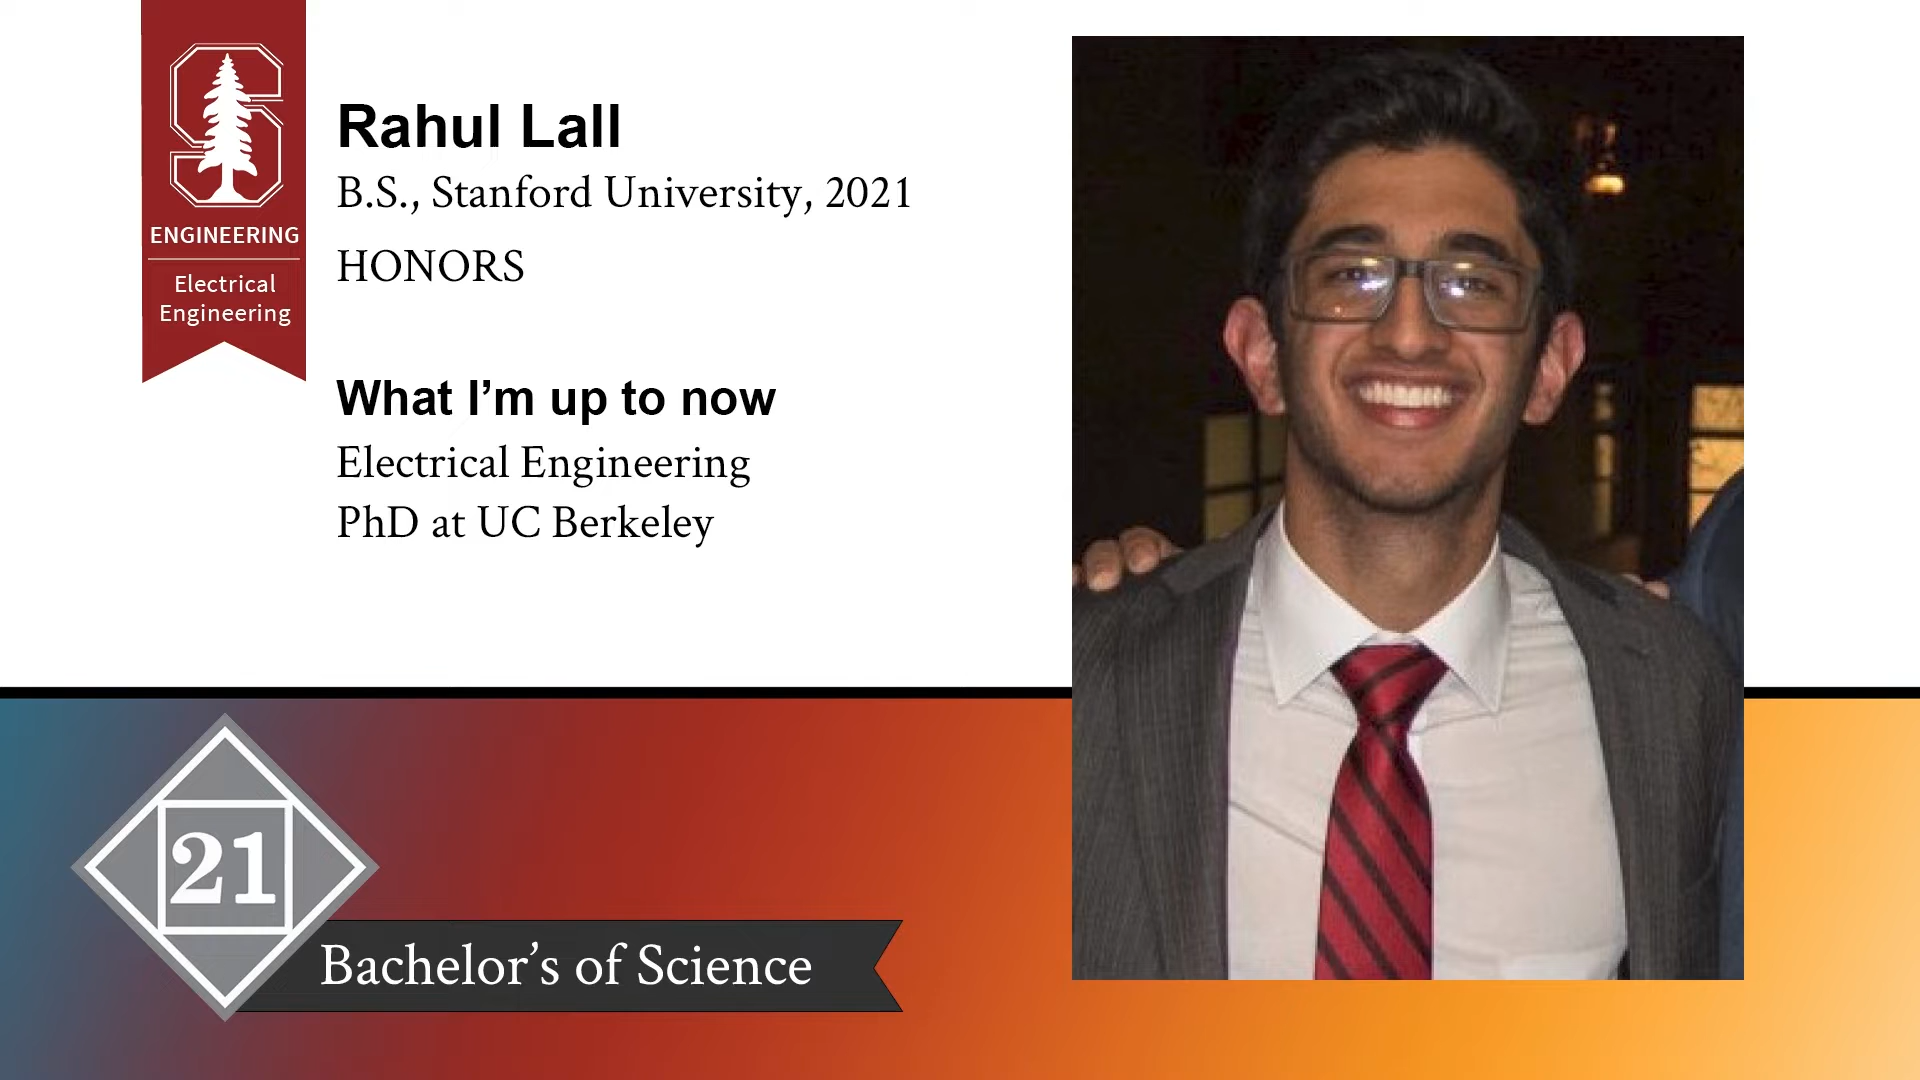 ENGINEERING
Electrical
Engineering
Rahul Lall
B.S., Stanford University, 2021
HONORS
What I’m up to now
Electrical Engineering
PhD at UC Berkeley
21
Bachelor’s of Science